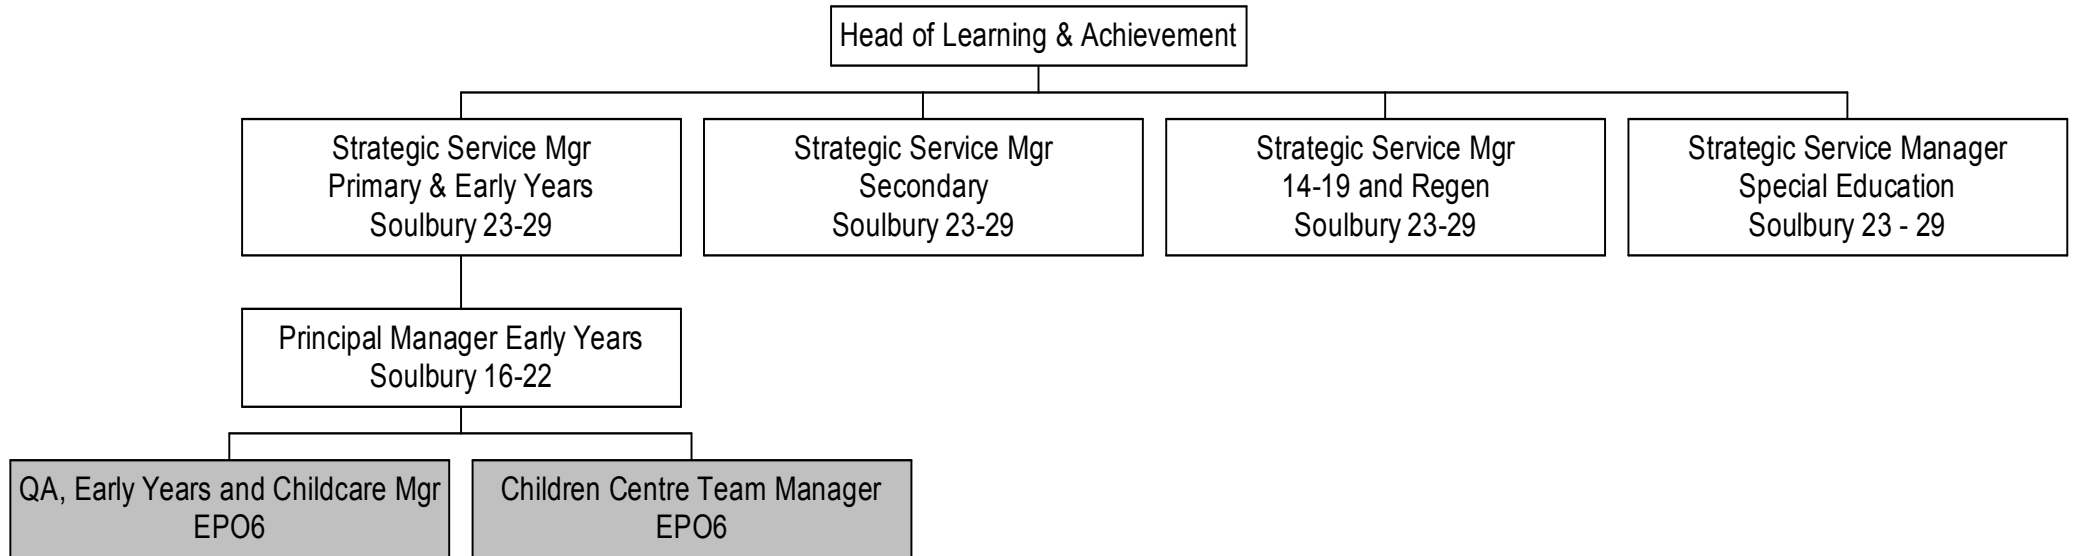 Head of Learning & Achievement
Strategic Service Mgr
Primary & Early Years
Soulbury 23-29
Strategic Service Mgr
Secondary
Soulbury 23-29
Strategic Service Mgr
14-19 and Regen
Soulbury 23-29
Strategic Service Manager
Special Education
Soulbury 23 - 29
Principal Manager Early Years
Soulbury 16-22
QA, Early Years and Childcare Mgr
EPO6
Children Centre Team Manager
EPO6